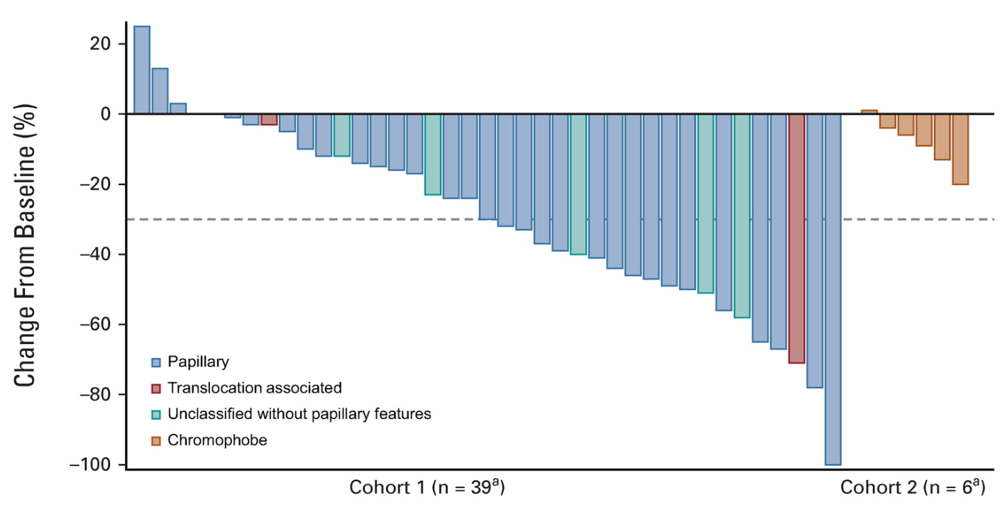 Change From Baseline (%)
20
0
–20
–40
–60
–80
–100
Papillary
Translocation associated
Unclassified without papillary features
Chromophobe
Cohort 1 (n = 39ᵃ)
Cohort 2 (n = 6ᵃ)